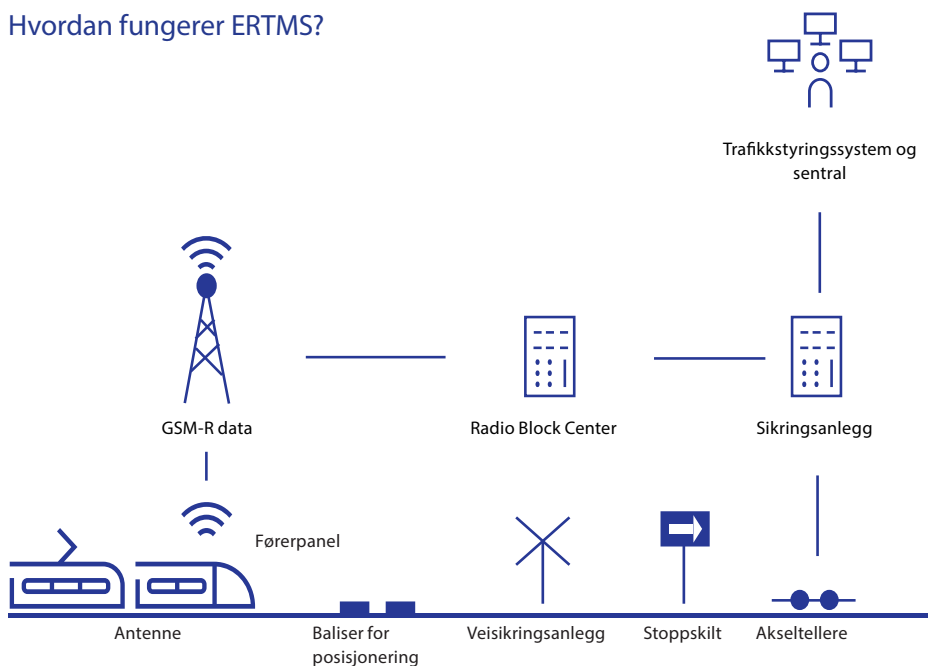 Hvordan fungerer ERTMS?
Trafikkstyringssystem og
sentral
GSM-R data
Radio Block Center
Sikringsanlegg
Førerpanel
Antenne
Baliser for
posisjonering
Veisikringsanlegg
Stoppskilt
Akseltellere